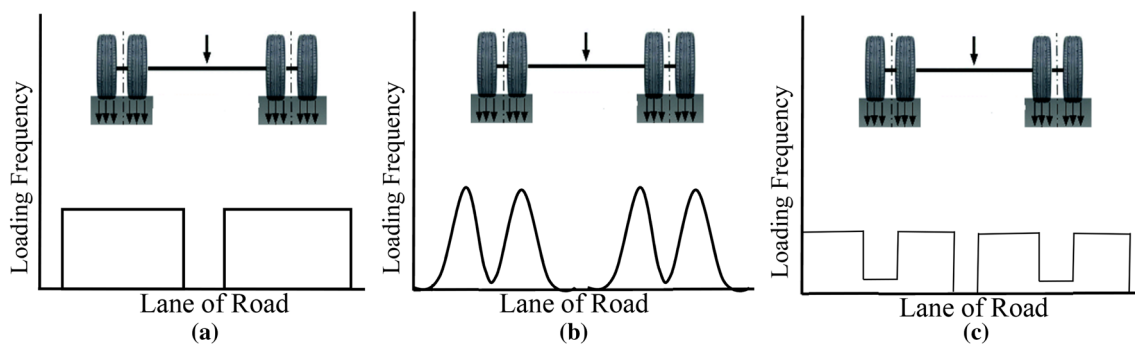 Loading Frequency
Lane of Road
(a)
Loading Frequency
Lane of Road
(b)
Loading Frequency
Lane of Road
(c)